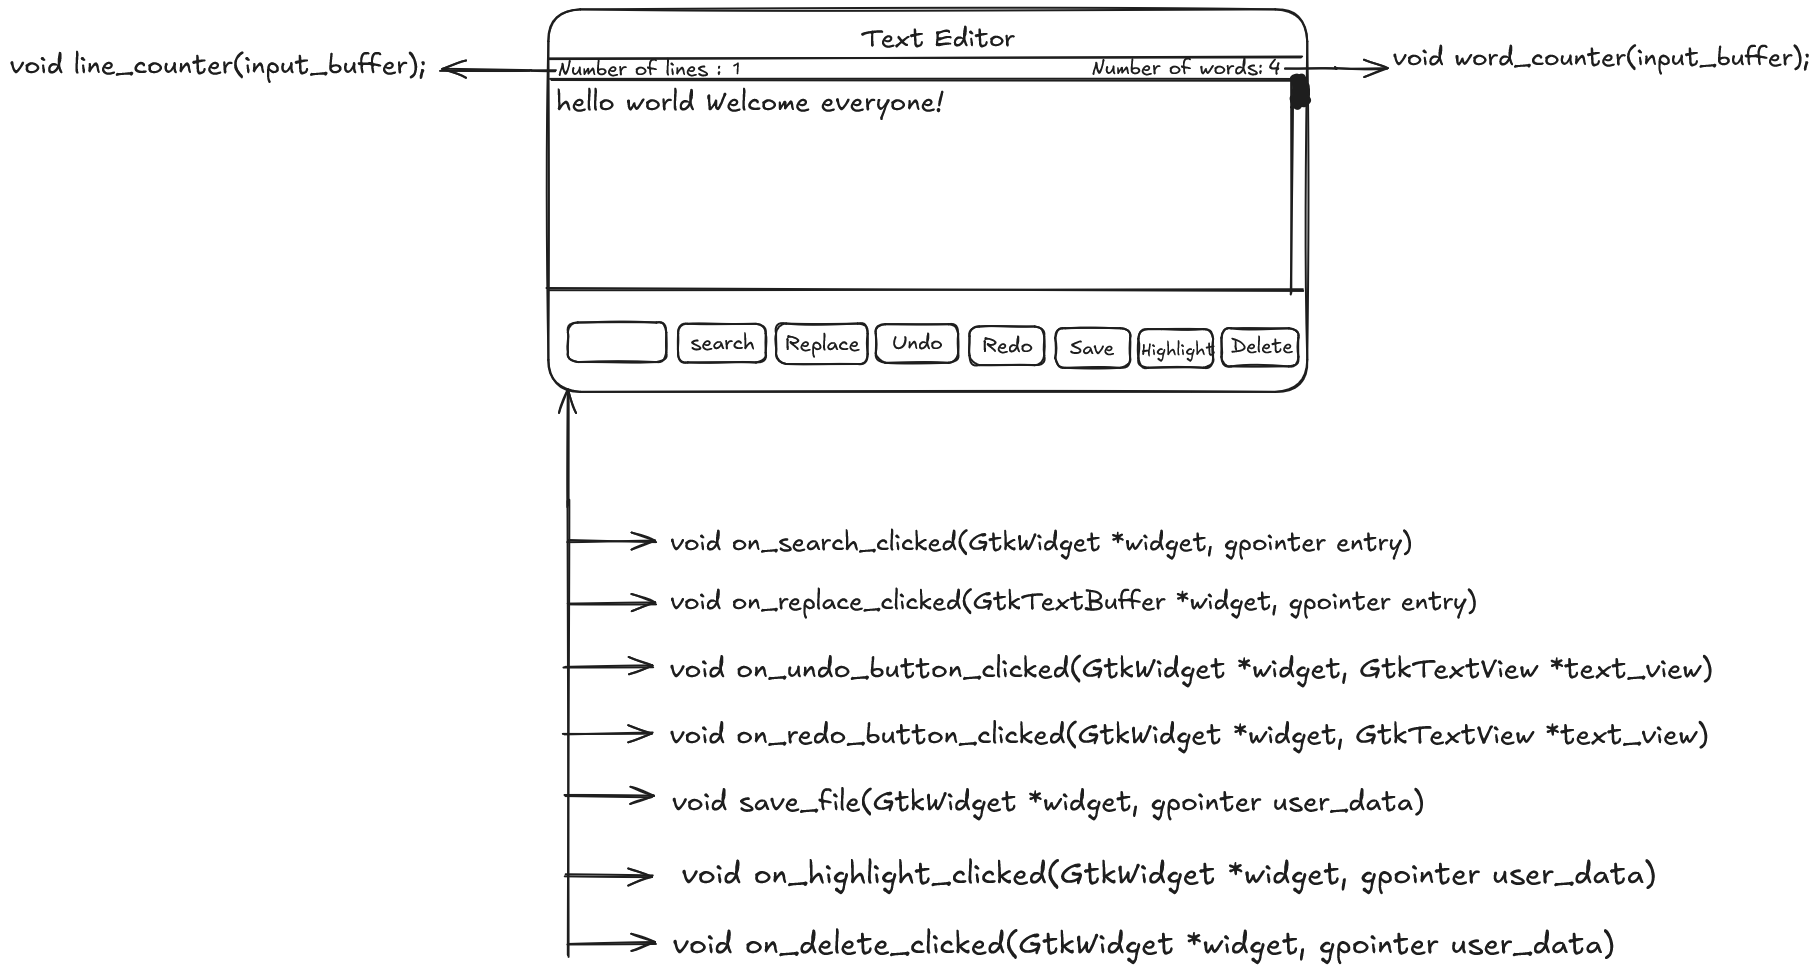 Text Editor
void line_counter(input_buffer);
Number of lines : 1
Number of words: 4
void word_counter(input_buffer);
hello world Welcome everyone!
search
Replace
Undo
Redo
Save
Highlight
Delete
void on_search_clicked(GtkWidget *widget, gpointer entry)
void on_replace_clicked(GtkTextBuffer *widget, gpointer entry)
void on_undo_button_clicked(GtkWidget *widget, GtkTextView *text_view)
void on_redo_button_clicked(GtkWidget *widget, GtkTextView *text_view)
void save_file(GtkWidget *widget, gpointer user_data)
void on_highlight_clicked(GtkWidget *widget, gpointer user_data)
void on_delete_clicked(GtkWidget *widget, gpointer user_data)